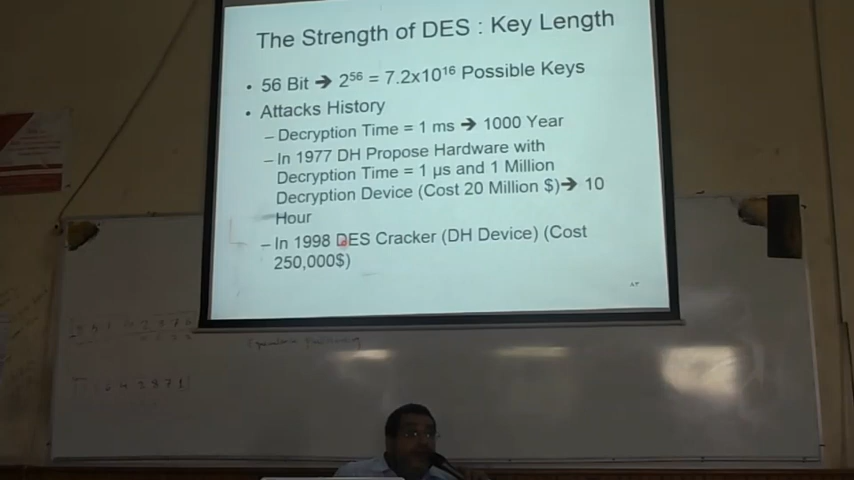 The Strength of DES : Key Length
• 56 Bit ➔ 2⁵⁶ = 7.2x10¹⁶ Possible Keys
• Attacks History
– Decryption Time = 1 ms ➔ 1000 Year
– In 1977 DH Propose Hardware with
Decryption Time = 1 µs and 1 Million
Decryption Device (Cost 20 Million $)➔ 10
Hour
– In 1998 DES Cracker (DH Device) (Cost
250,000$)
٨٣